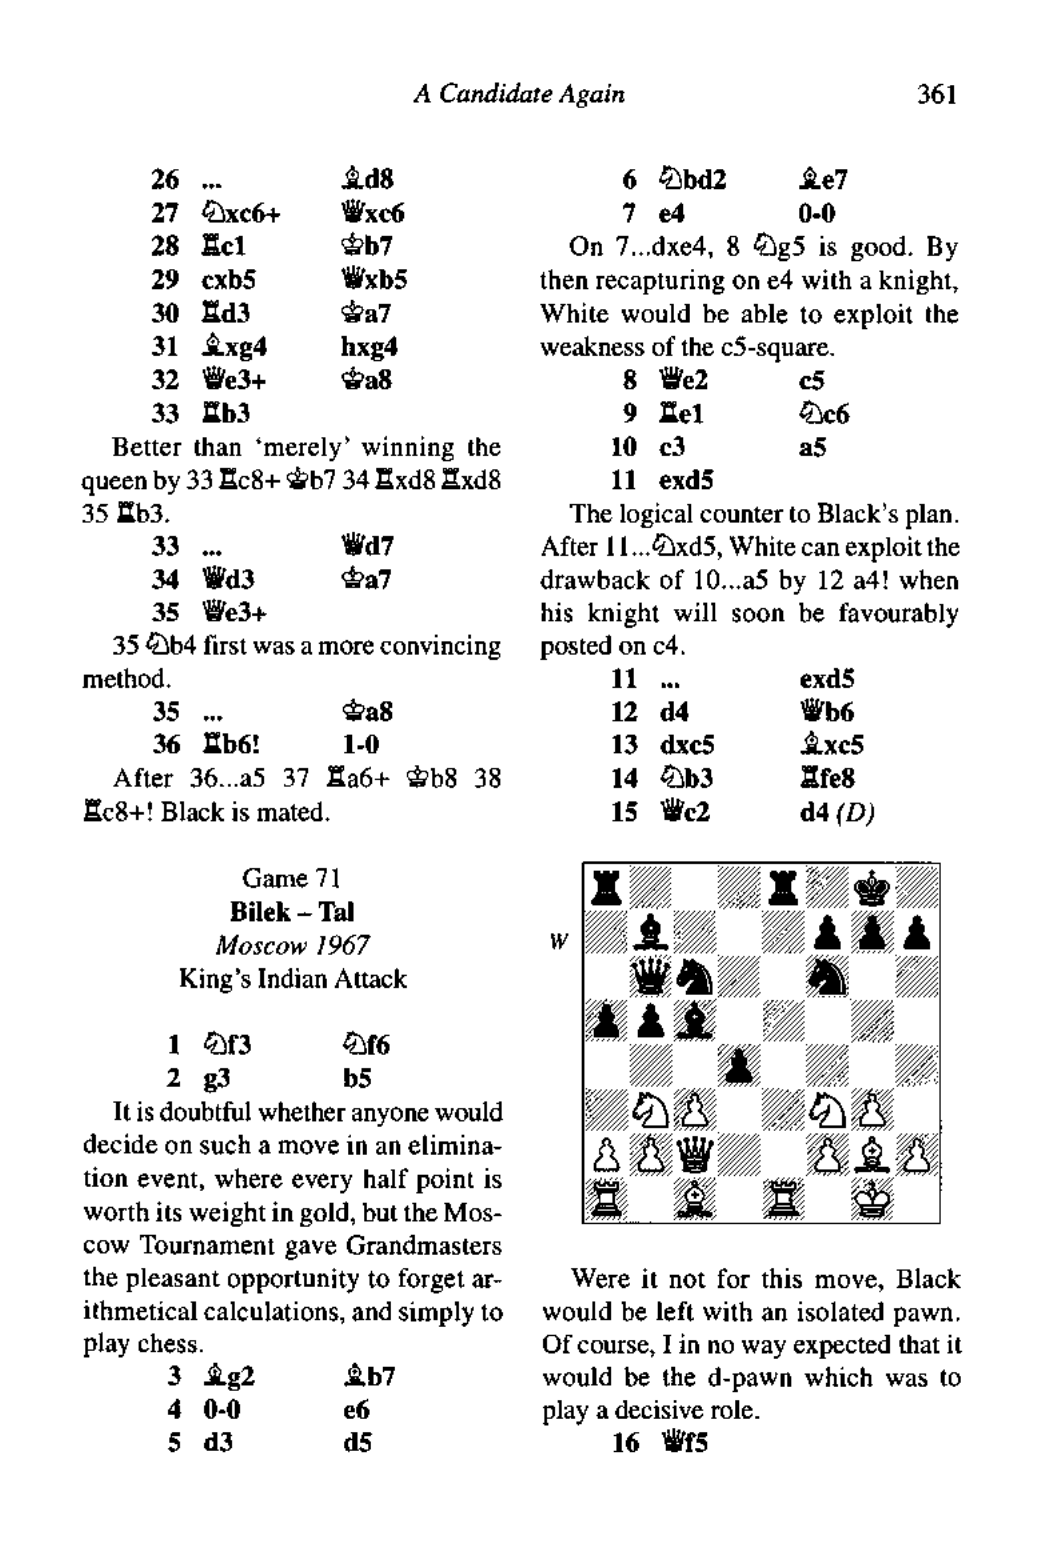 A Candidate Again 361
26 ... ♗d8
27 ♘xc6+ ♕xc6
28 ♖c1 ♔b7
29 cxb5 ♕xb5
30 ♖d3 ♔a7
31 ♗xg4 hxg4
32 ♕e3+ ♔a8
33 ♖b3
Better than ‘merely’ winning the
queen by 33 ♖c8+ ♔b7 34 ♖xd8 ♖xd8
35 ♖b3.
33 ... ♕d7
34 ♕d3 ♔a7
35 ♕e3+
35 ♘b4 first was a more convincing
method.
35 ... ♔a8
36 ♖b6! 1-0
After 36...a5 37 ♖a6+ ♔b8 38
♖c8+! Black is mated.
Game 71
Bilek – Tal
Moscow 1967
King's Indian Attack
1 ♘f3 ♘f6
2 g3 b5
It is doubtful whether anyone would
decide on such a move in an elimina-
tion event, where every half point is
worth its weight in gold, but the Mos-
cow Tournament gave Grandmasters
the pleasant opportunity to forget ar-
ithmetical calculations, and simply to
play chess.
3 ♗g2 ♗b7
4 0-0 e6
5 d3 d5
6 ♘bd2 ♗e7
7 e4 0-0
On 7...dxe4, 8 ♘g5 is good. By
then recapturing on e4 with a knight,
White would be able to exploit the
weakness of the c5-square.
8 ♕e2 c5
9 ♖e1 ♘c6
10 c3 a5
11 exd5
The logical counter to Black's plan.
After 11...♘xd5, White can exploit the
drawback of 10...a5 by 12 a4! when
his knight will soon be favourably
posted on c4.
11 ... exd5
12 d4 ♕b6
13 dxc5 ♗xc5
14 ♘b3 ♖fe8
15 ♕c2 d4 (D)
W
Were it not for this move, Black
would be left with an isolated pawn.
Of course, I in no way expected that it
would be the d-pawn which was to
play a decisive role.
16 ♕f5